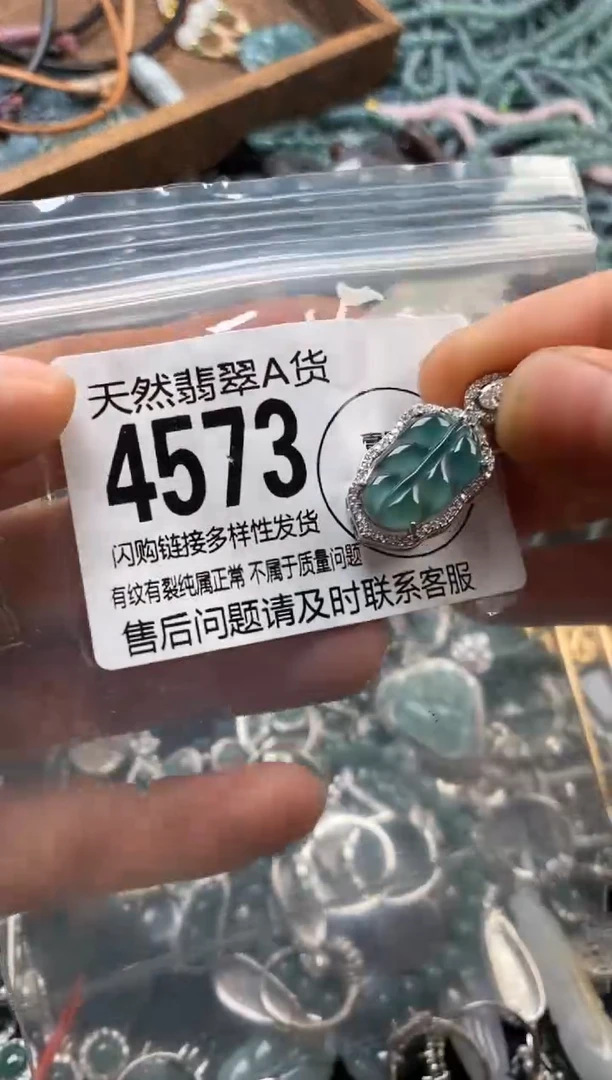 天然翡翠A货
4573
闪购链接多样性发货
有纹有裂纯属正常 不属于质量问题
售后问题请及时联系客服